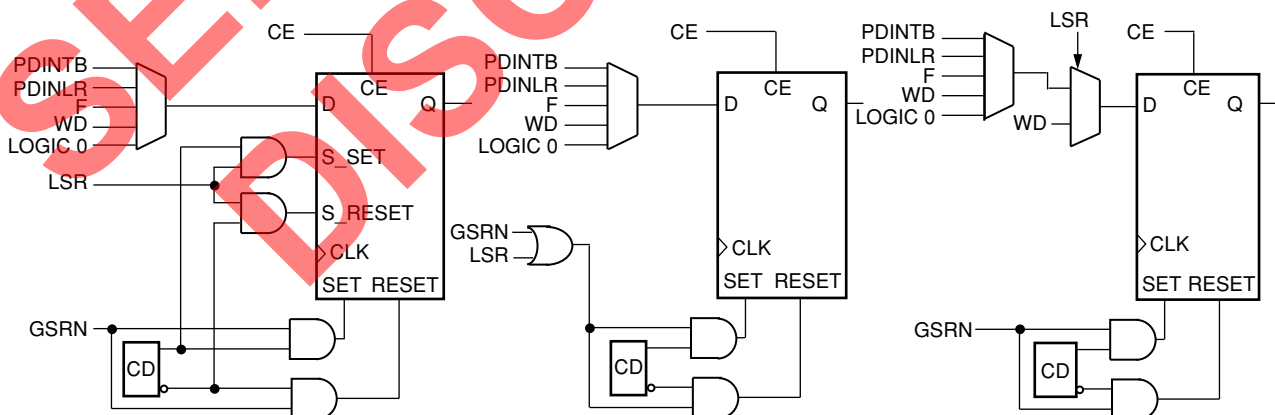 CE
PDINTB
PDINLR
F
WD
LOGIC 0
LSR
CE
D
Q
S_SET
S_RESET
CLK
SET RESET
GSRN
CD
CE
PDINTB
PDINLR
F
WD
LOGIC 0
CE
D
Q
GSRN
LSR
CLK
SET RESET
CD
LSR
CE
PDINTB
PDINLR
F
WD
LOGIC 0
WD
CE
D
Q
CLK
SET RESET
GSRN
CD